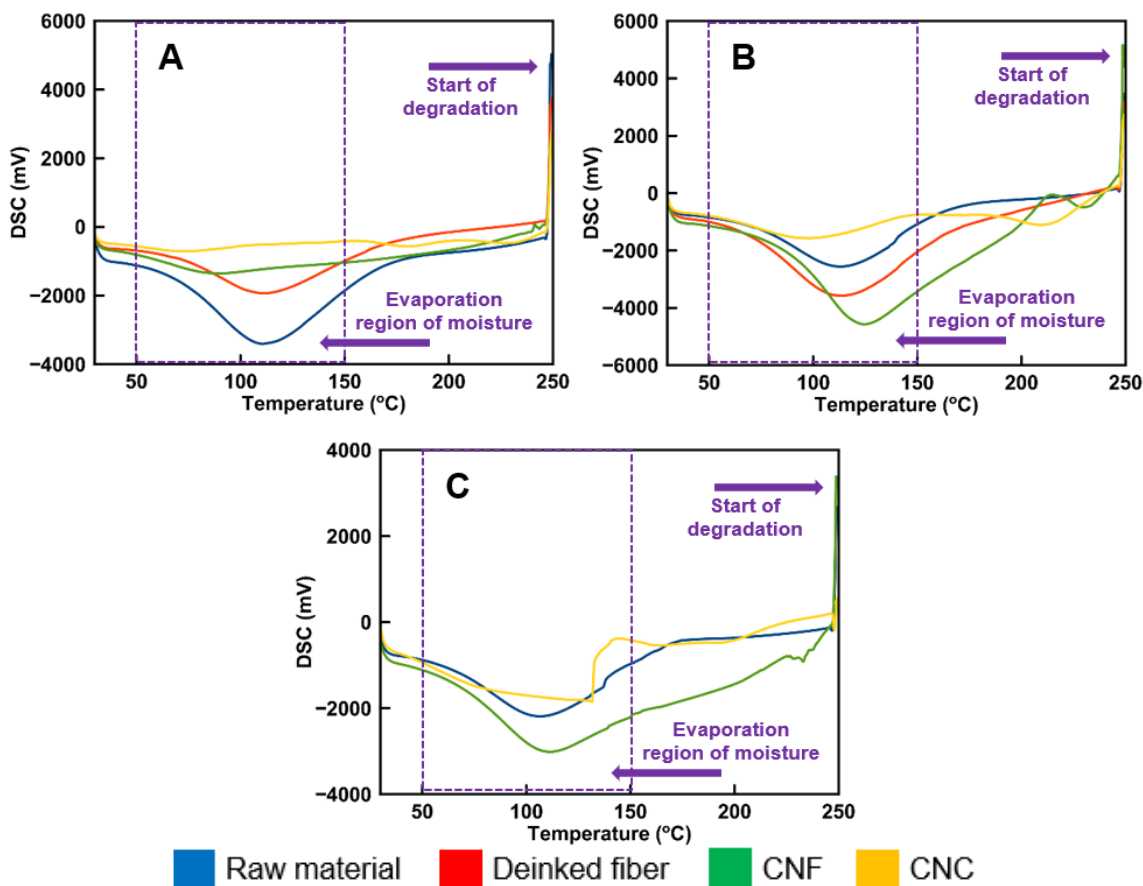 A
Start of
degradation
Evaporation
region of moisture
DSC (mV)
6000
4000
2000
0
−2000
−4000
50
100
150
200
250
Temperature (ºC)
B
Start of
degradation
Evaporation
region of moisture
DSC (mV)
6000
4000
2000
0
−2000
−4000
−6000
50
100
150
200
250
Temperature (ºC)
C
Start of
degradation
Evaporation
region of moisture
DSC (mV)
4000
2000
0
−2000
−4000
50
100
150
200
250
Temperature (ºC)
Raw material
Deinked fiber
CNF
CNC